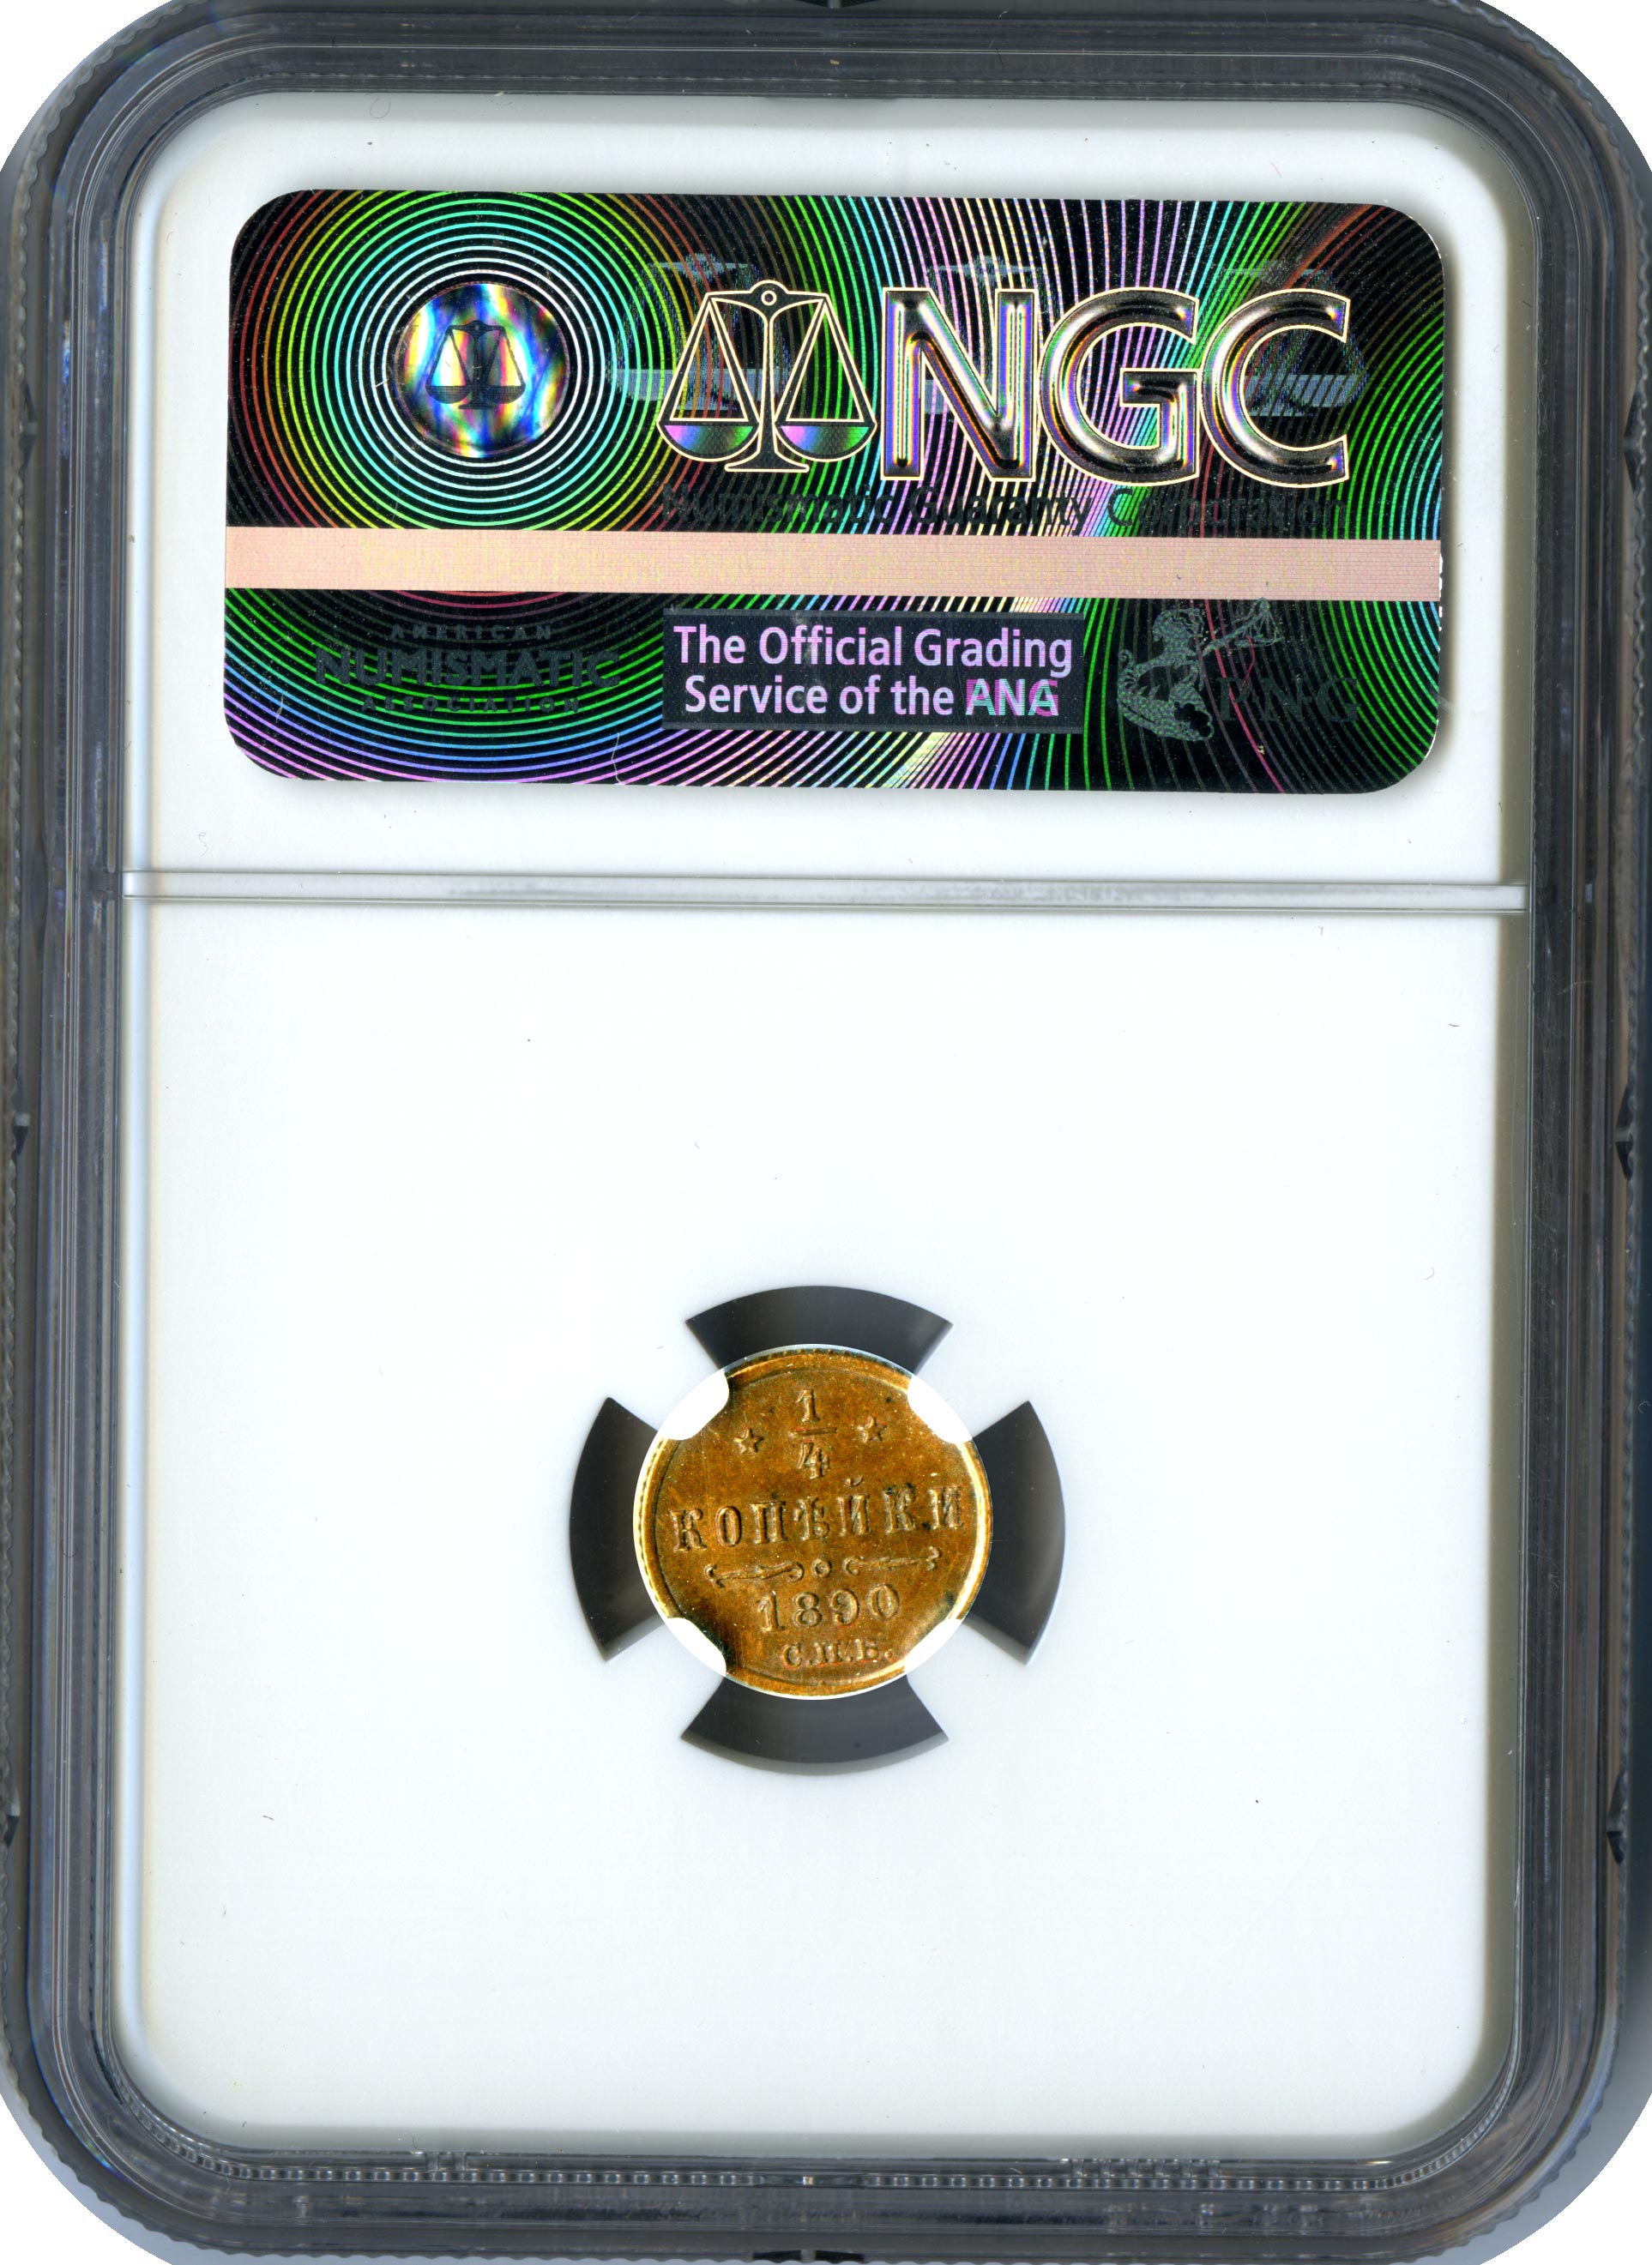 NGC
Numismatic Guaranty Corporation
AMERICAN
NUMISMATIC
ASSOCIATION
The Official Grading
Service of the ANA
PNG
1
4
КОПѢЙКИ
1890
С.П.Б.